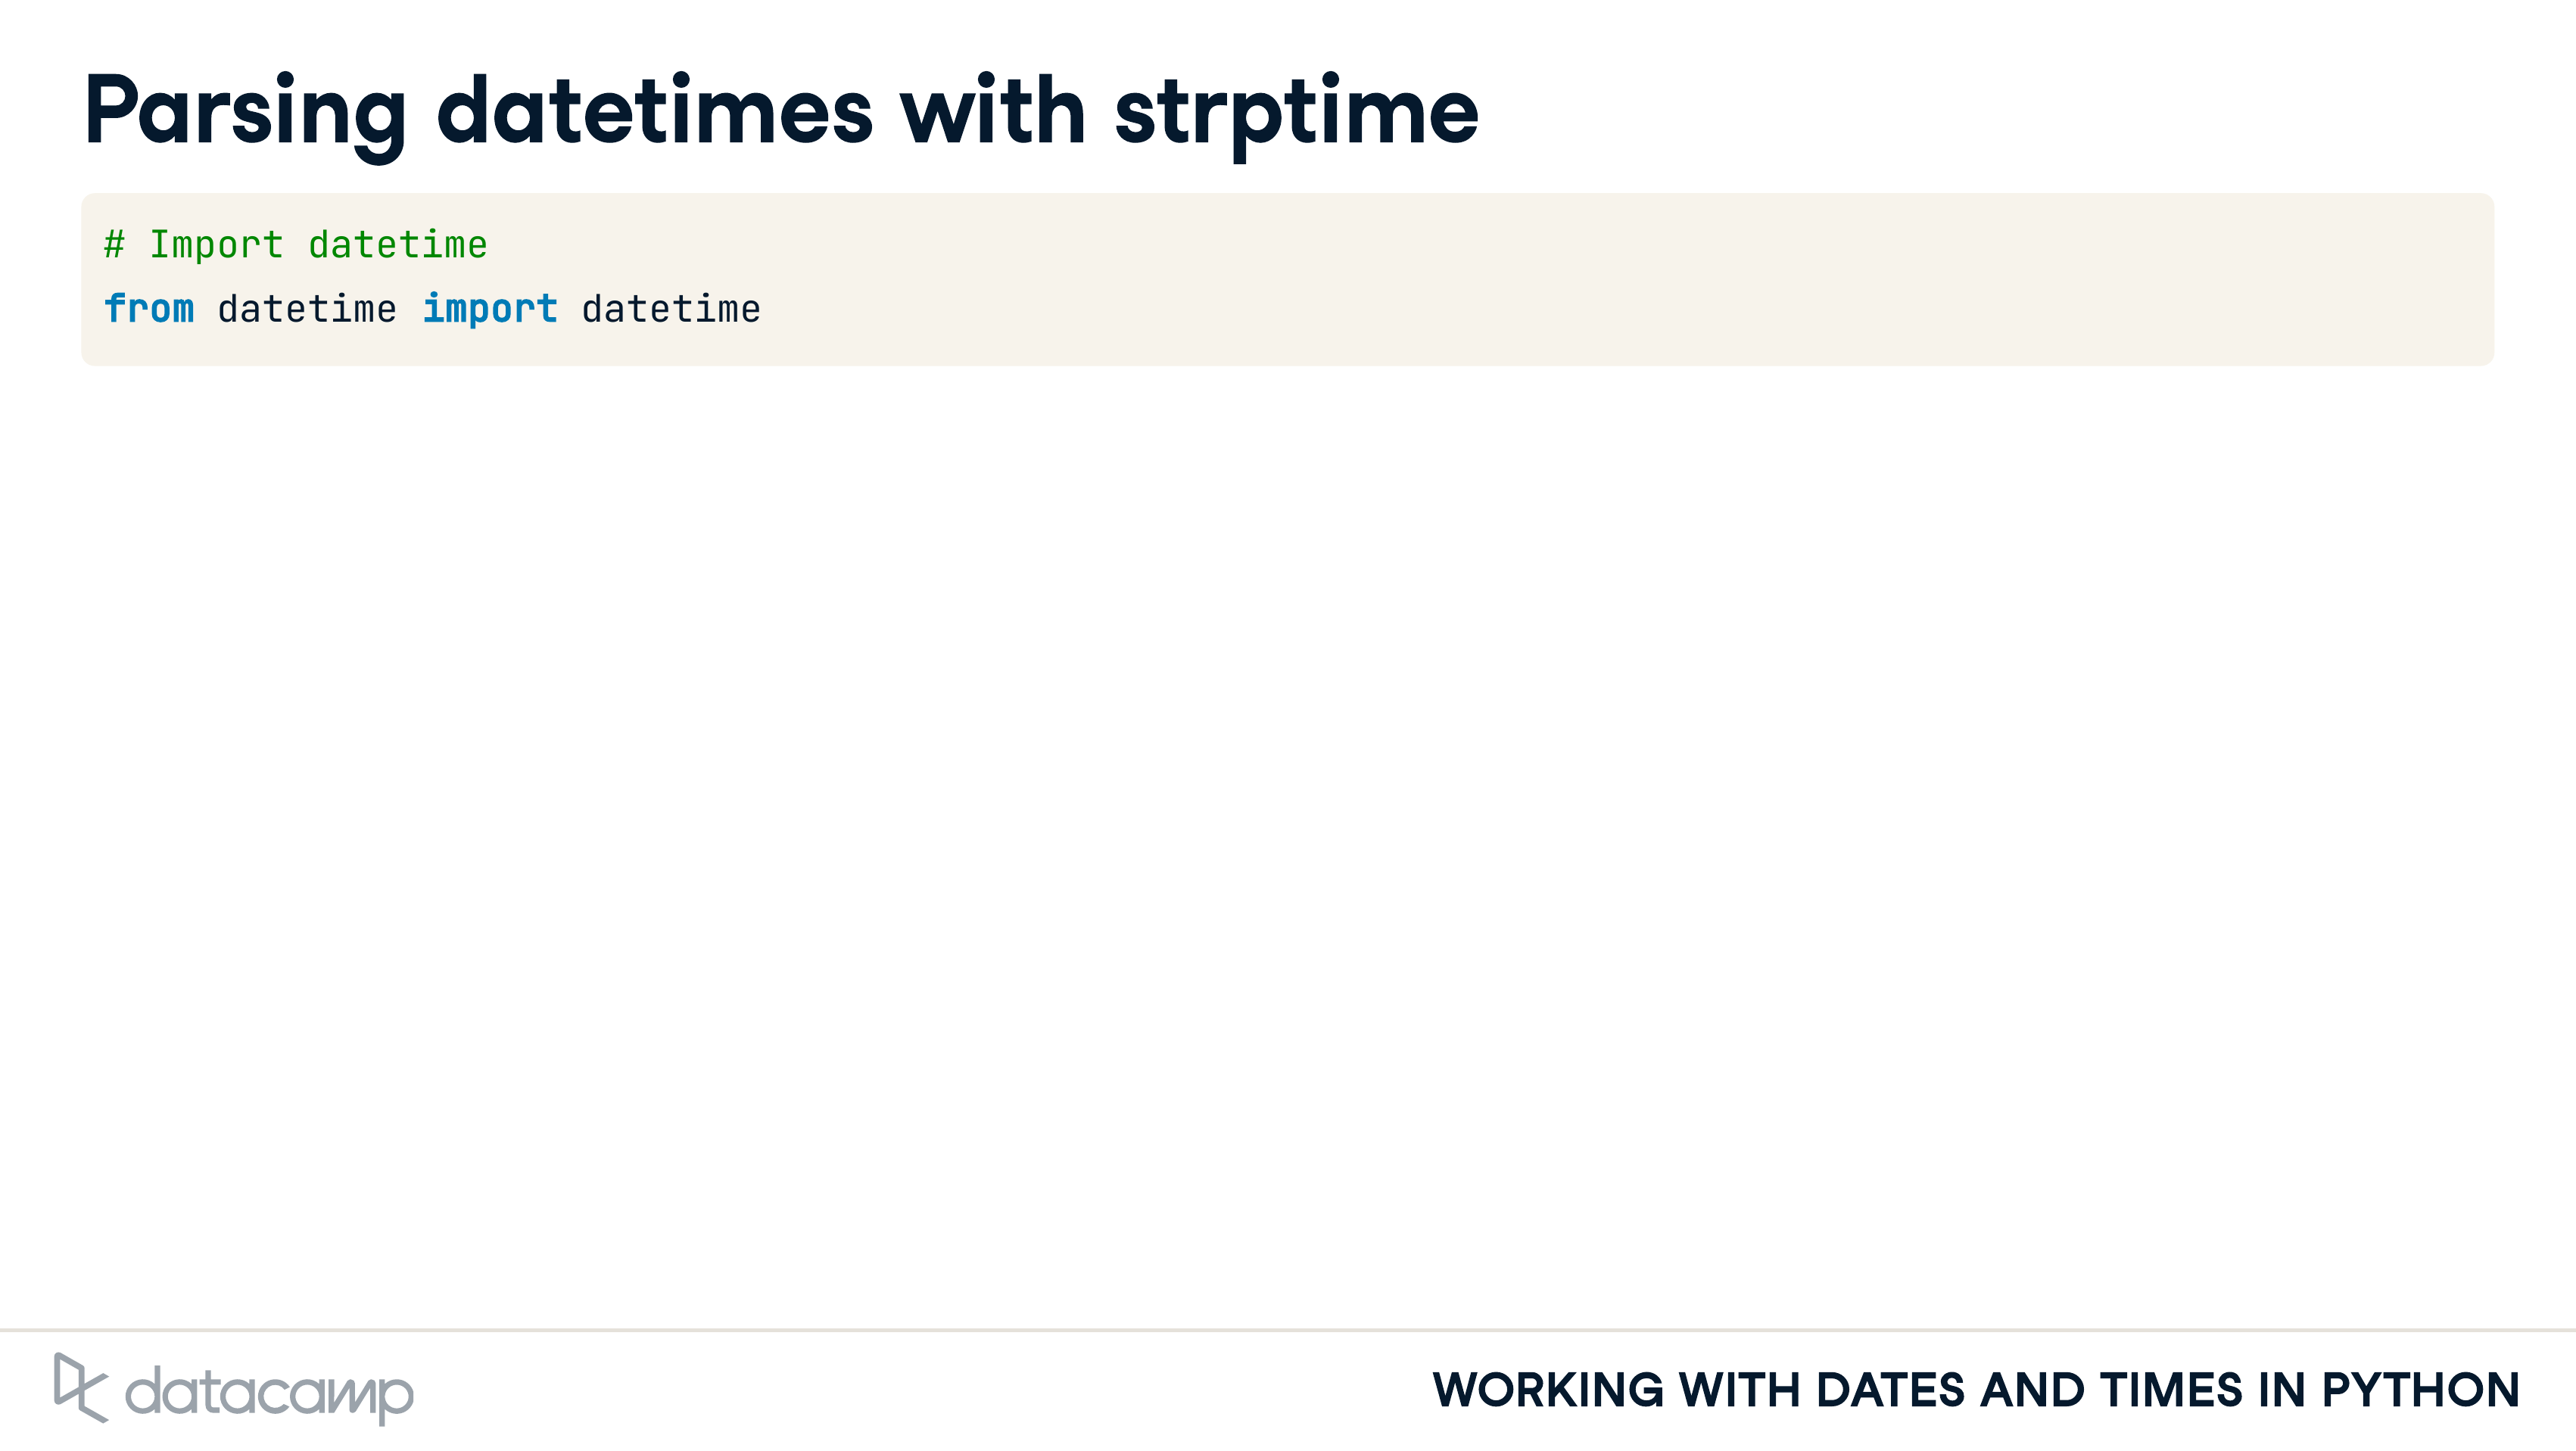 Parsing datetimes with strptime
# Import datetime
from datetime import datetime
datacamp
WORKING WITH DATES AND TIMES IN PYTHON